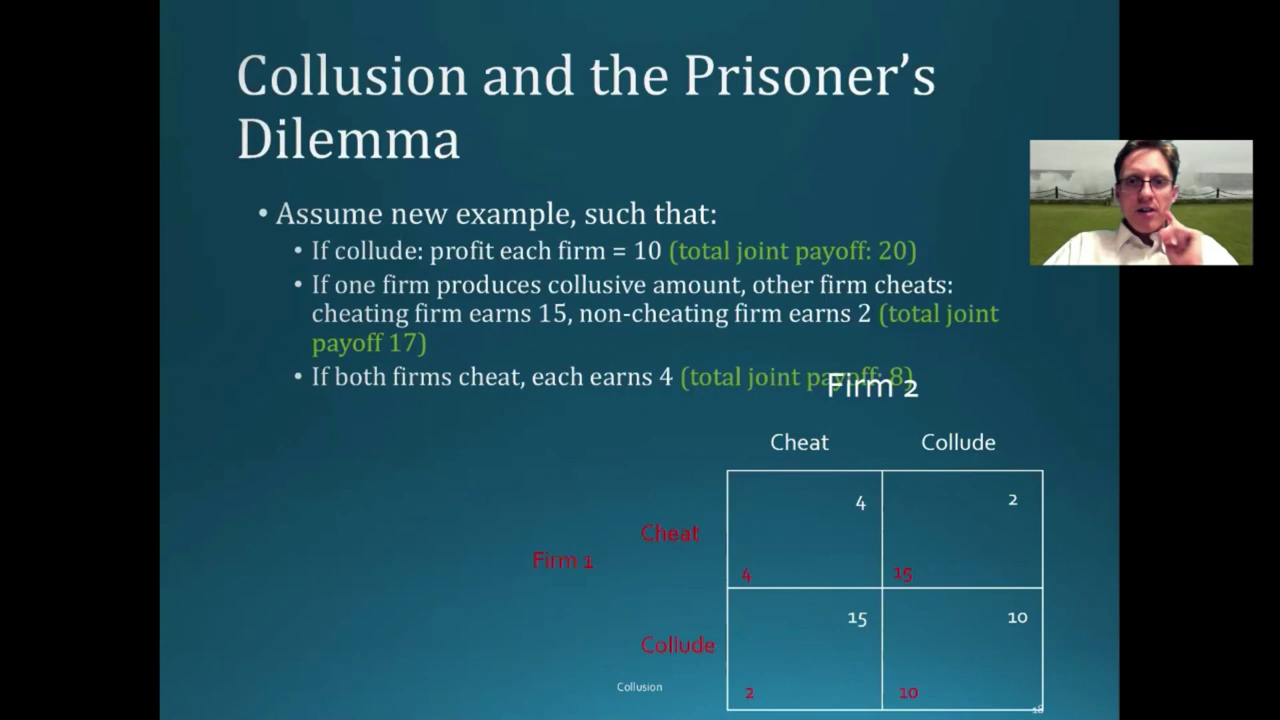 Collusion and the Prisoner’s
Dilemma
• Assume new example, such that:
• If collude: profit each firm = 10 (total joint payoff: 20)
• If one firm produces collusive amount, other firm cheats:
cheating firm earns 15, non-cheating firm earns 2 (total joint
payoff 17)
• If both firms cheat, each earns 4 (total joint payoff: 8)
Firm 2
Cheat Collude
4 2
Cheat
Firm 1
4 15
15 10
Collude
Collusion
2 10
18